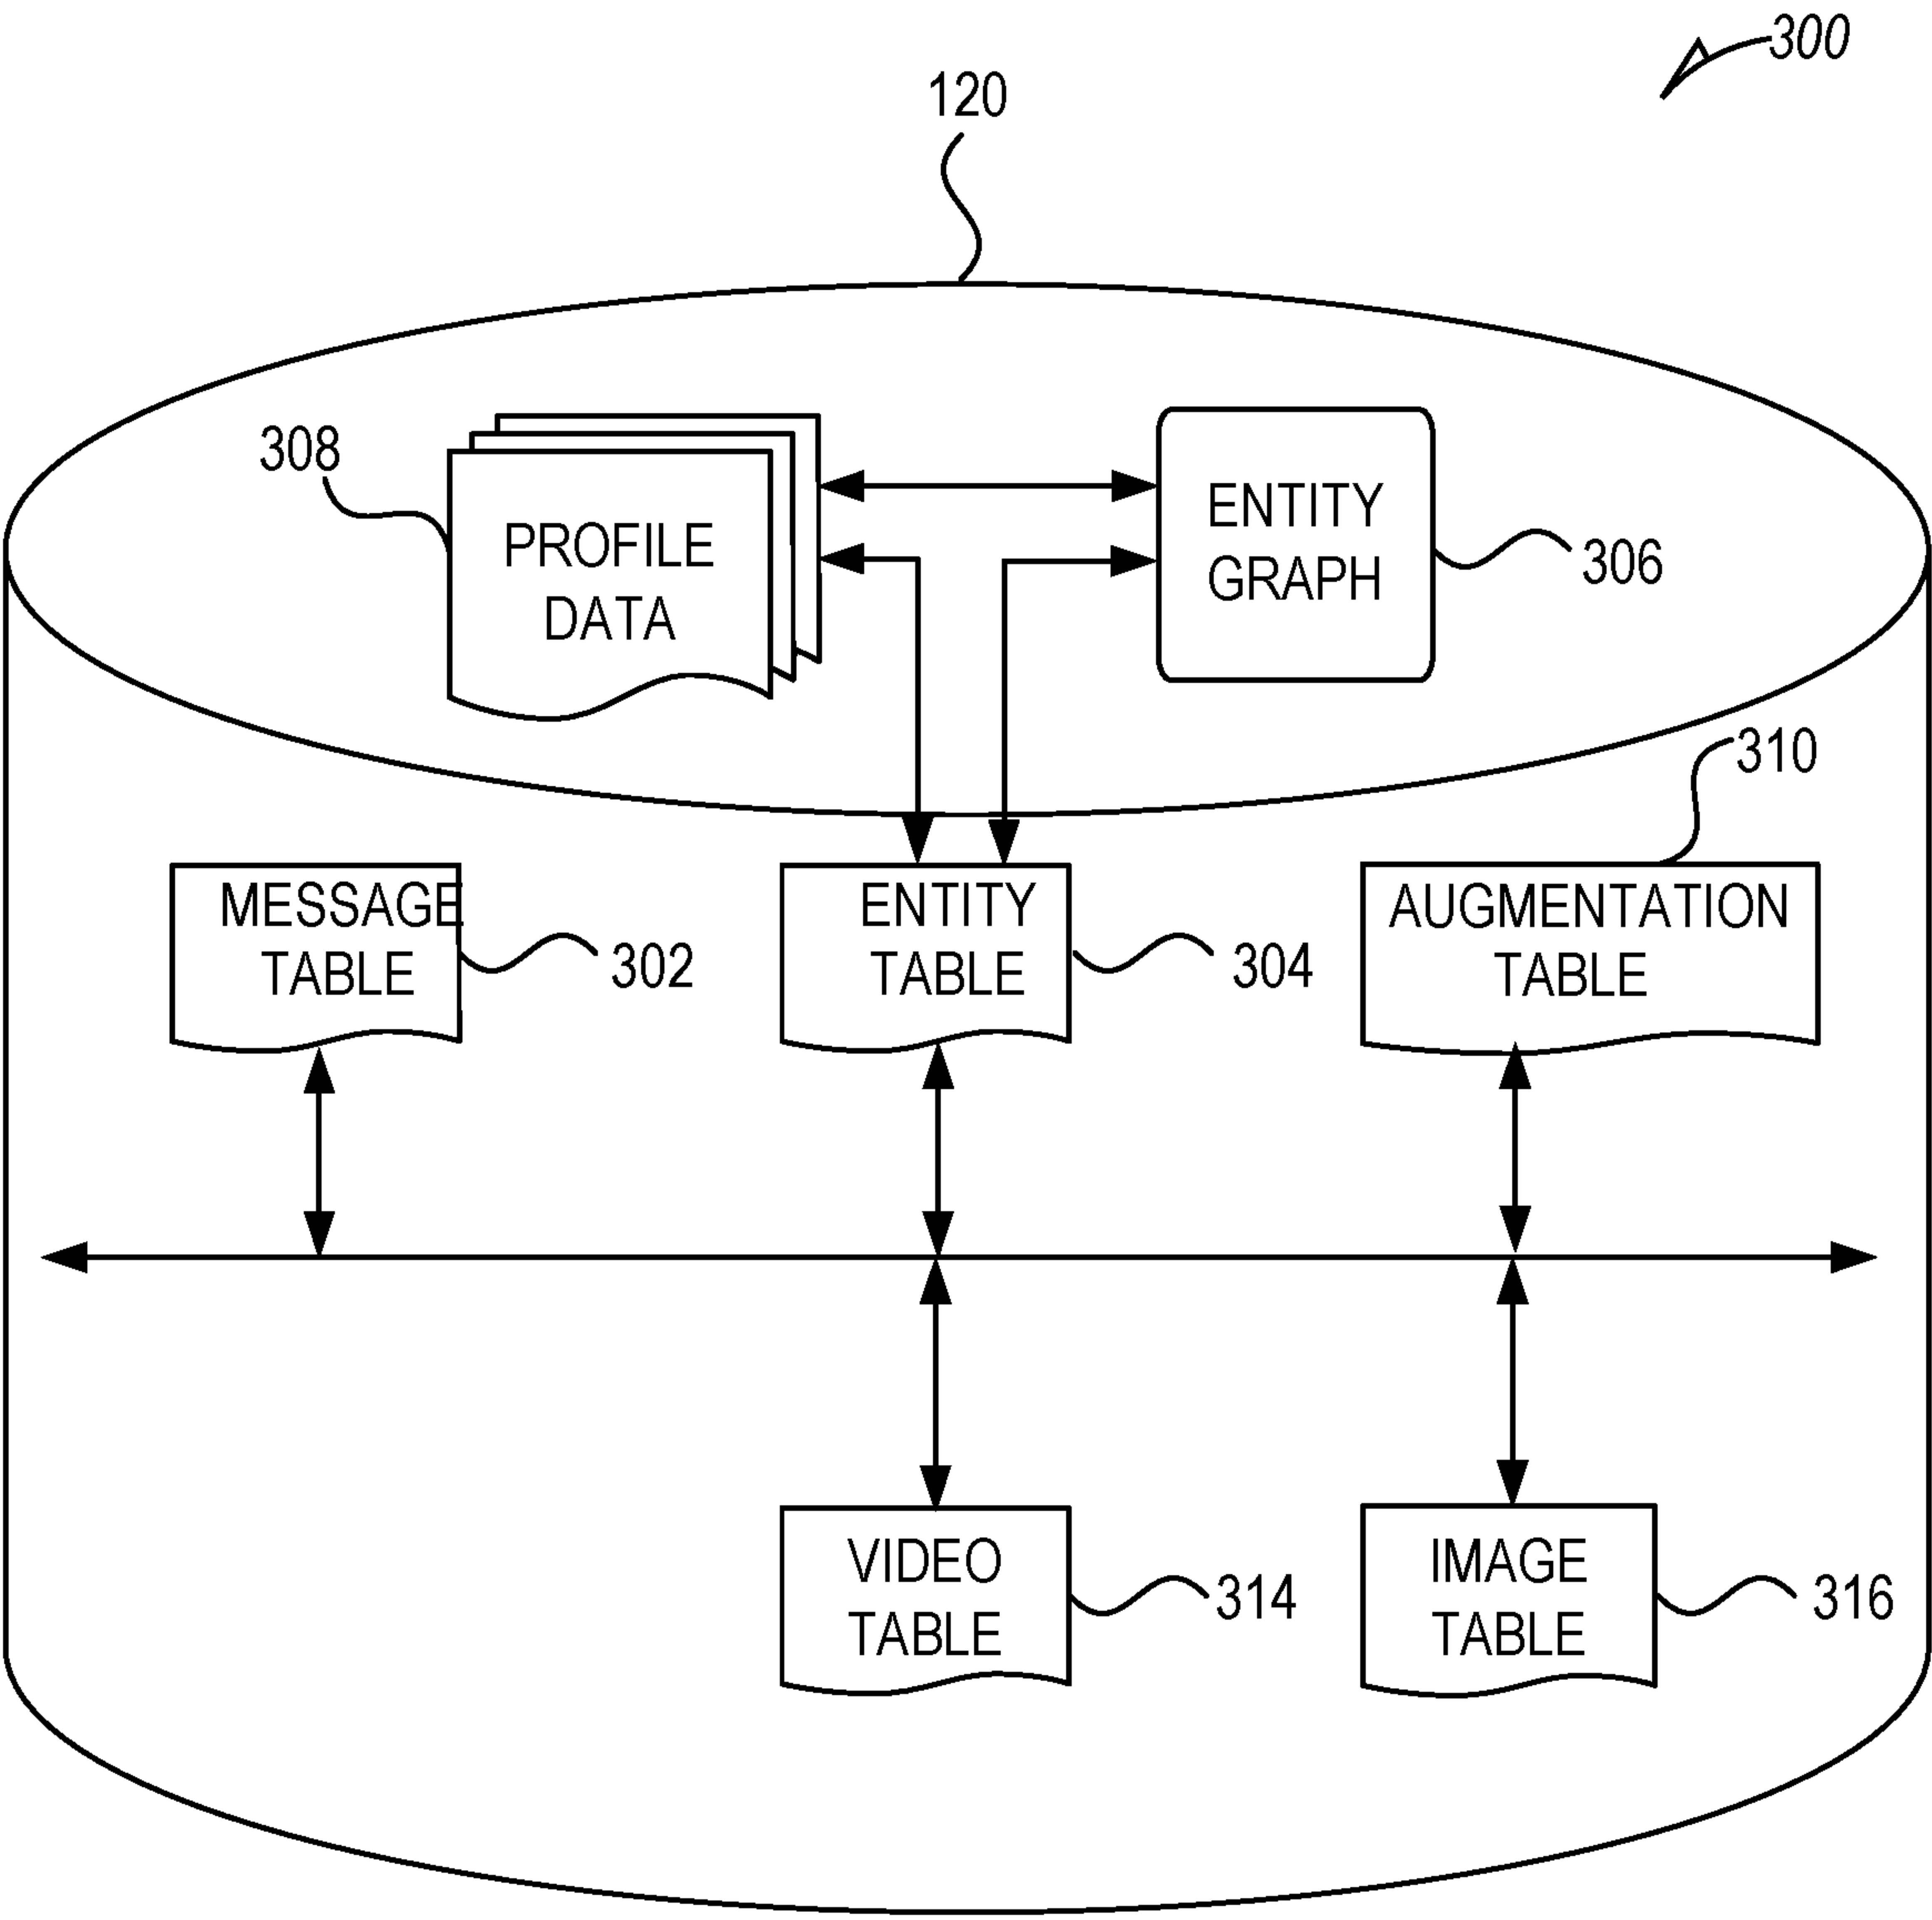 300
120
308
PROFILE
DATA
ENTITY
GRAPH
306
310
MESSAGE
TABLE
302
ENTITY
TABLE
304
AUGMENTATION
TABLE
VIDEO
TABLE
314
IMAGE
TABLE
316